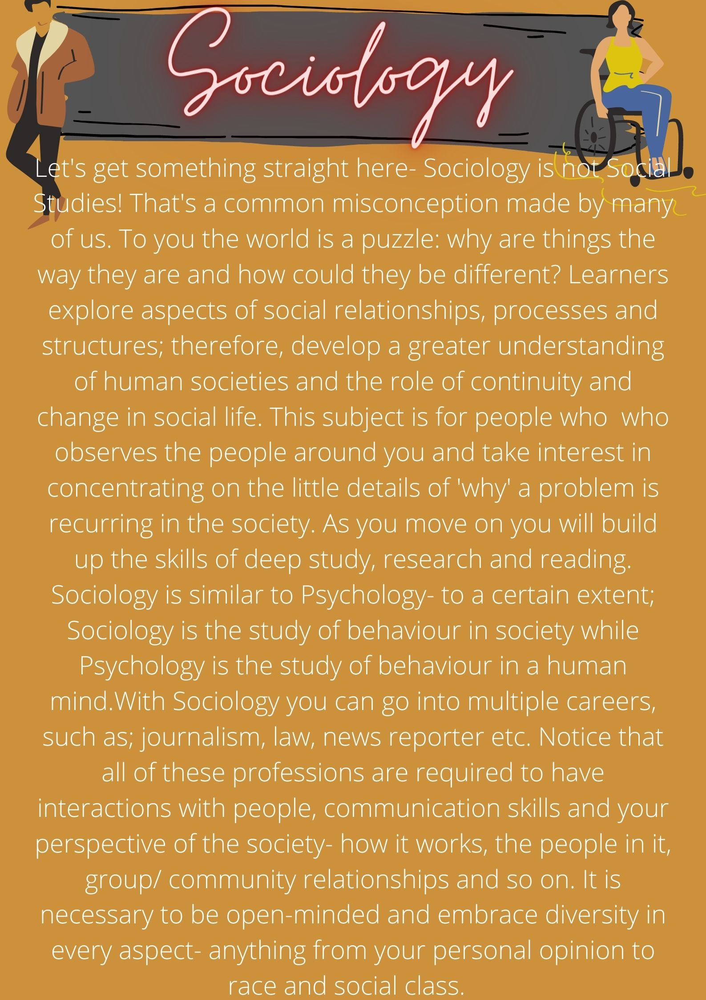 Sociology
Let's get something straight here- Sociology is not Social
Studies! That's a common misconception made by many
of us. To you the world is a puzzle: why are things the
way they are and how could they be different? Learners
explore aspects of social relationships, processes and
structures; therefore, develop a greater understanding
of human societies and the role of continuity and
change in social life. This subject is for people who  who
observes the people around you and take interest in
concentrating on the little details of 'why' a problem is
recurring in the society. As you move on you will build
up the skills of deep study, research and reading.
Sociology is similar to Psychology- to a certain extent;
Sociology is the study of behaviour in society while
Psychology is the study of behaviour in a human
mind.With Sociology you can go into multiple careers,
such as; journalism, law, news reporter etc. Notice that
all of these professions are required to have
interactions with people, communication skills and your
perspective of the society- how it works, the people in it,
group/ community relationships and so on. It is
necessary to be open-minded and embrace diversity in
every aspect- anything from your personal opinion to
race and social class.